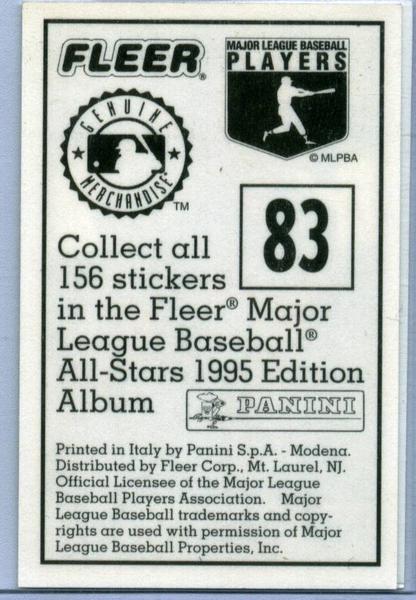 FLEER®
MAJOR LEAGUE BASEBALL
PLAYERS
© MLPBA
GENUINE
MERCHANDISE
TM
83
Collect all
156 stickers
in the Fleer® Major
League Baseball®
All-Stars 1995 Edition
Album
PANINI
Printed in Italy by Panini S.p.A. - Modena.
Distributed by Fleer Corp., Mt. Laurel, NJ.
Official Licensee of the Major League
Baseball Players Association. Major
League Baseball trademarks and copy-
rights are used with permission of Major
League Baseball Properties, Inc.